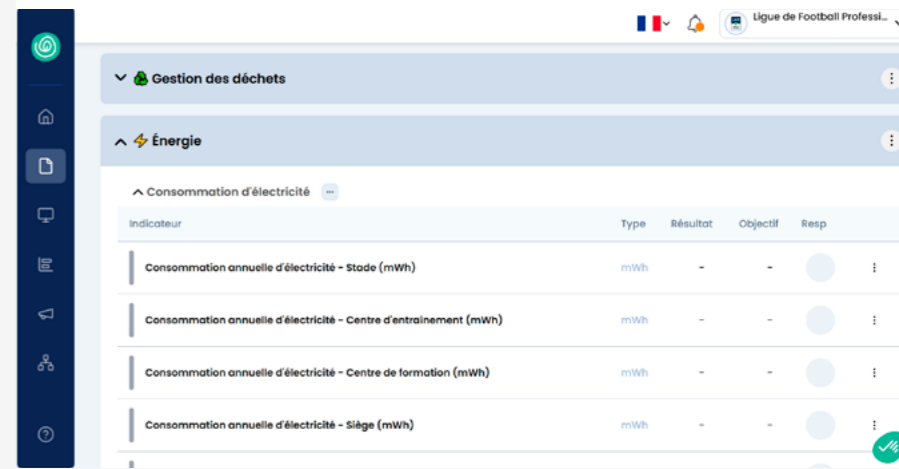 Ligue de Football Professi...
Gestion des déchets
Énergie
Consommation d'électricité
Indicateur Type Résultat Objectif Resp
Consommation annuelle d'électricité - Stade (mWh) mWh - -
Consommation annuelle d'électricité - Centre d'entrainement (mWh) mWh - -
Consommation annuelle d'électricité - Centre de formation (mWh) mWh - -
Consommation annuelle d'électricité - Siège (mWh) mWh - -